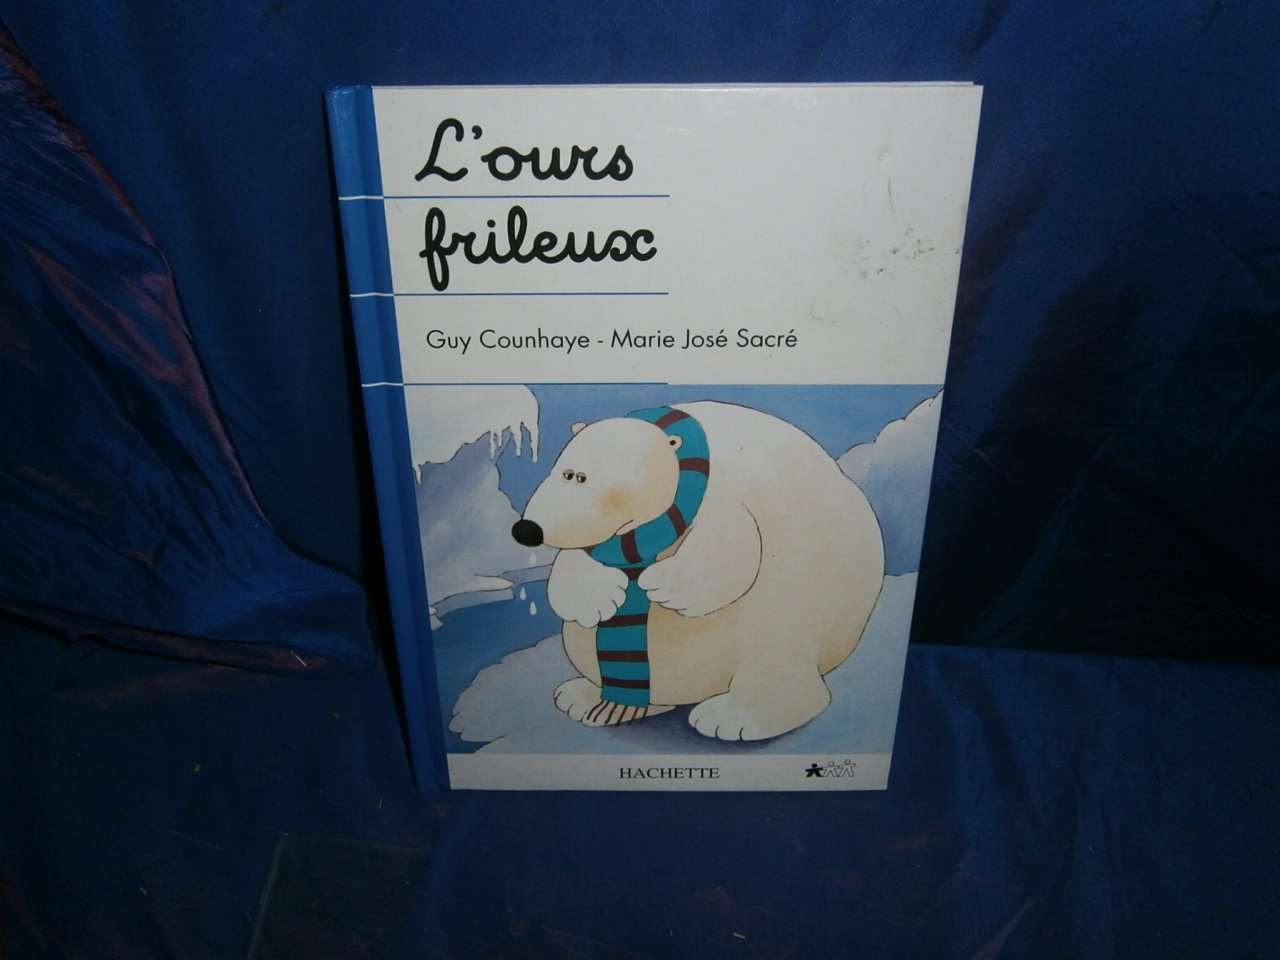 L'ours
frileux
Guy Counhaye - Marie José Sacré
HACHETTE